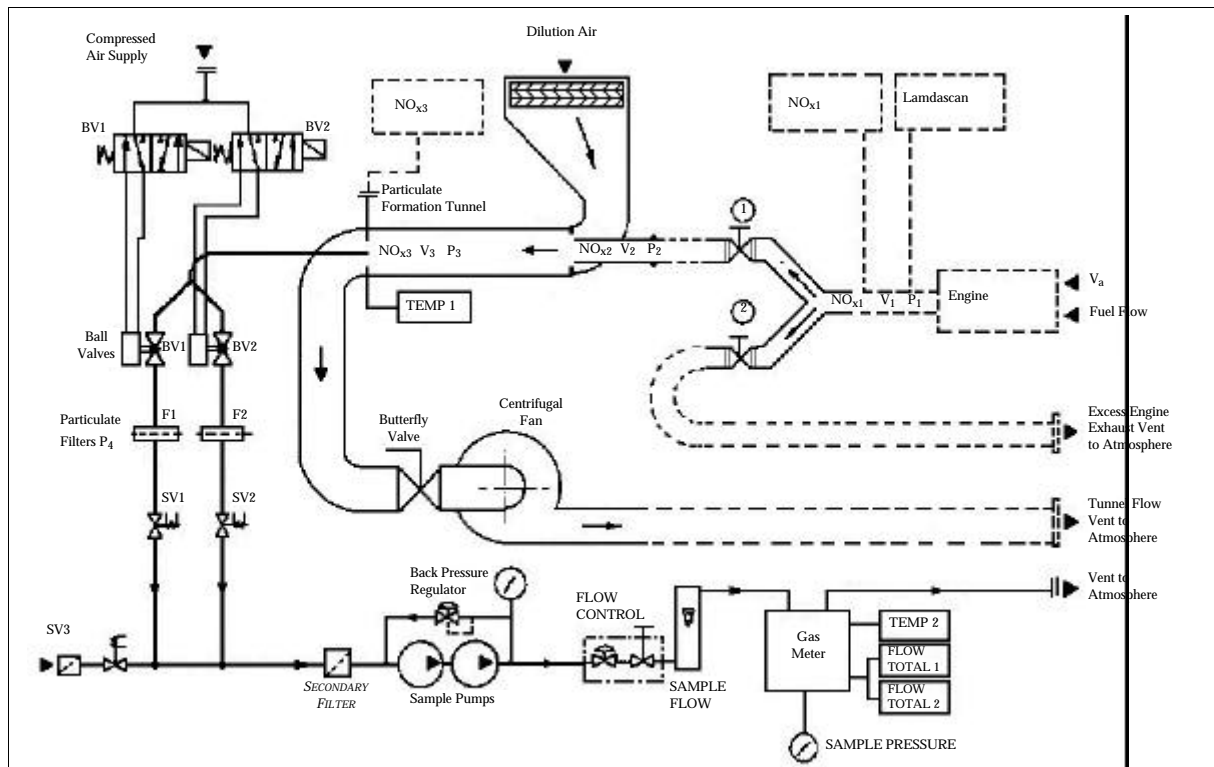 Compressed
Air Supply
Dilution Air
NOx3
NOx1
Lamdascan
BV1
BV2
Particulate
Formation Tunnel
1
NOx3 V3 P3
NOx2 V2 P2
NOx1 V1 P1
Engine
Va
Fuel Flow
TEMP 1
2
Ball
Valves
BV1
BV2
Particulate
Filters P4
F1
F2
Butterfly
Valve
Centrifugal
Fan
Excess Engine
Exhaust Vent
to Atmosphere
SV1
SV2
Tunnel Flow
Vent to
Atmosphere
Back Pressure
Regulator
FLOW
CONTROL
Vent to
Atmosphere
SV3
SECONDARY
FILTER
Sample Pumps
SAMPLE
FLOW
Gas
Meter
TEMP 2
FLOW
TOTAL 1
FLOW
TOTAL 2
SAMPLE PRESSURE